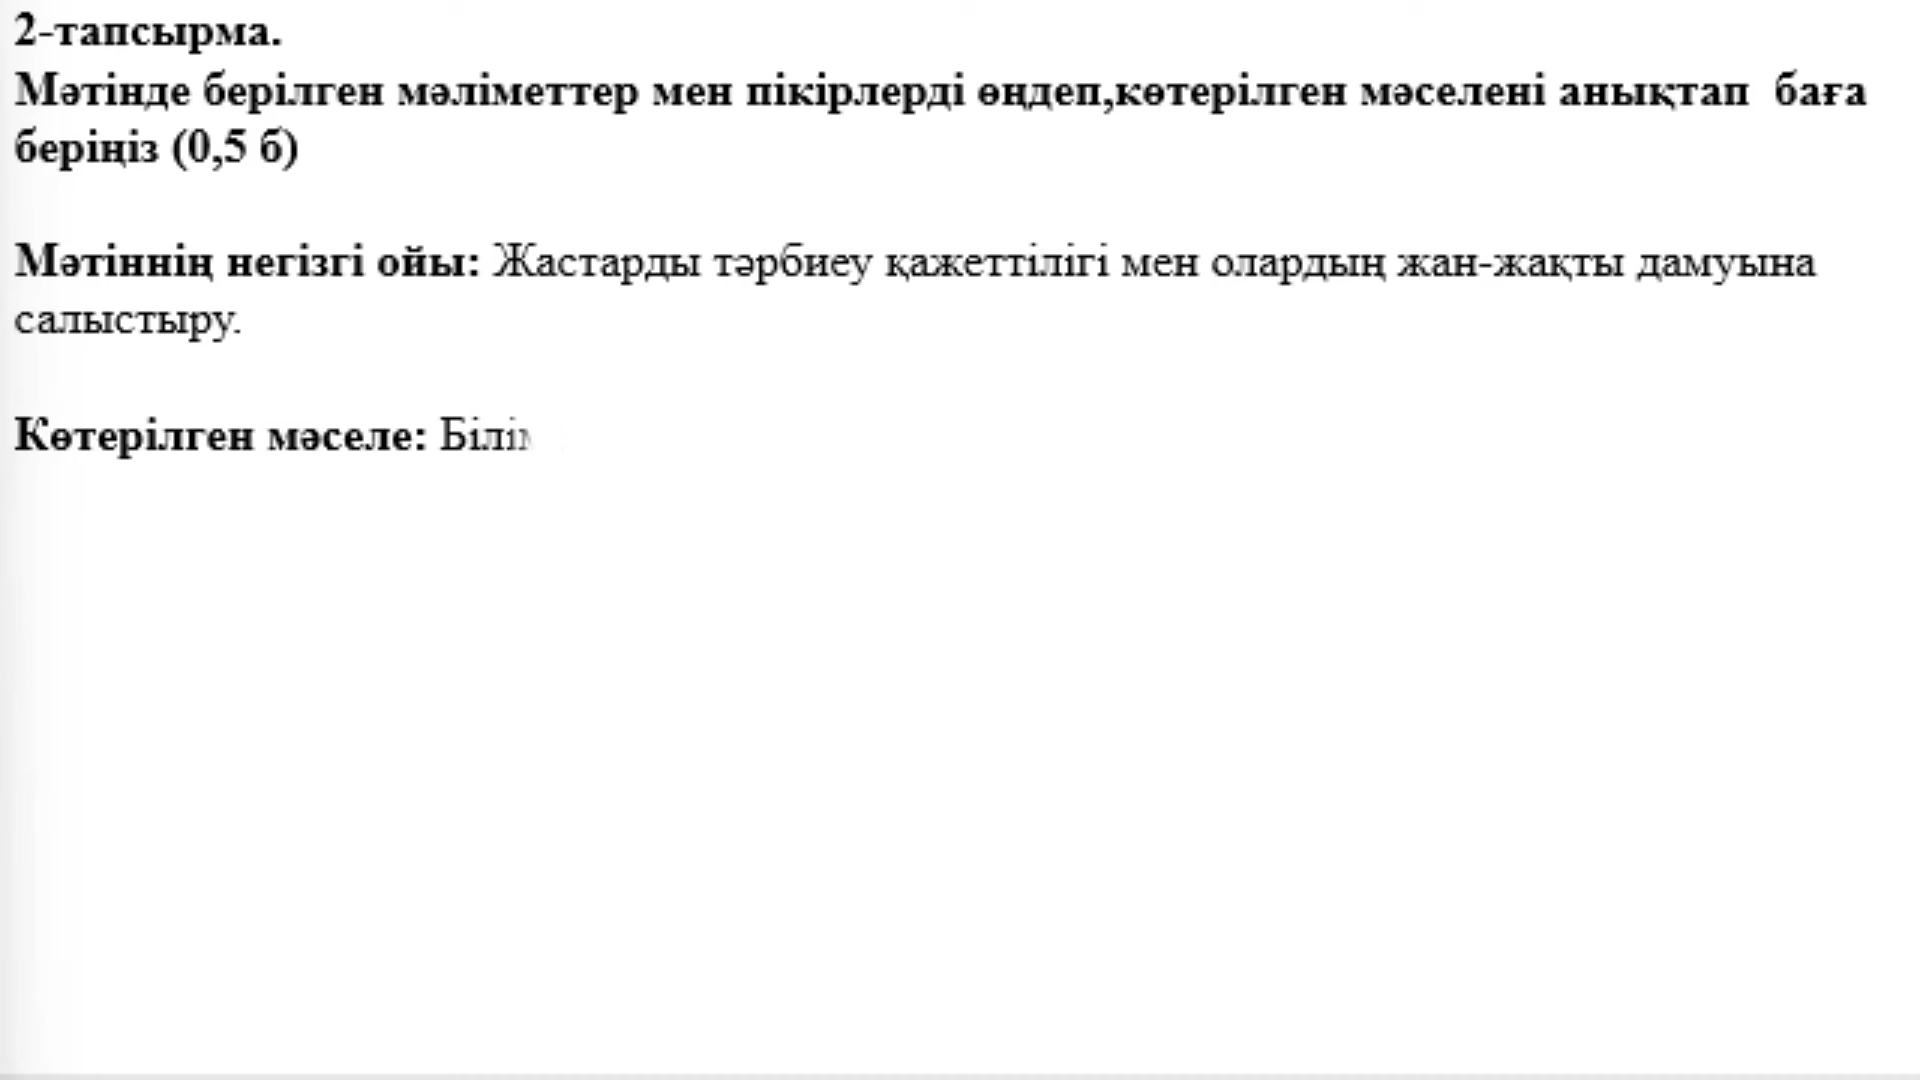 2-тапсырма.
Мәтінде берілген мәліметтер мен пікірлерді өңдеп,көтерілген мәселені анықтап баға
беріңіз (0,5 б)
Мәтіннің негізгі ойы: Жастарды тәрбиеу қажеттілігі мен олардың жан-жақты дамуына
салыстыру.
Көтерілген мәселе: